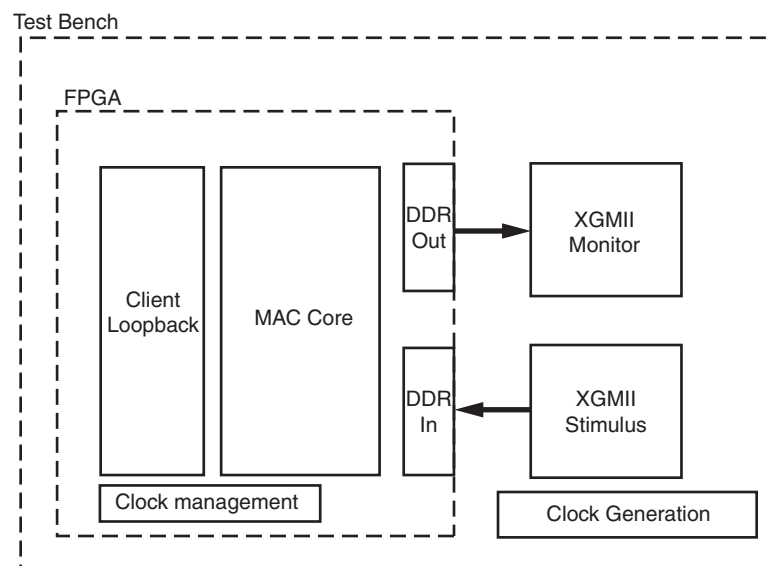 Test Bench
FPGA
Client
Loopback
MAC Core
DDR
Out
XGMII
Monitor
DDR
In
XGMII
Stimulus
Clock management
Clock Generation